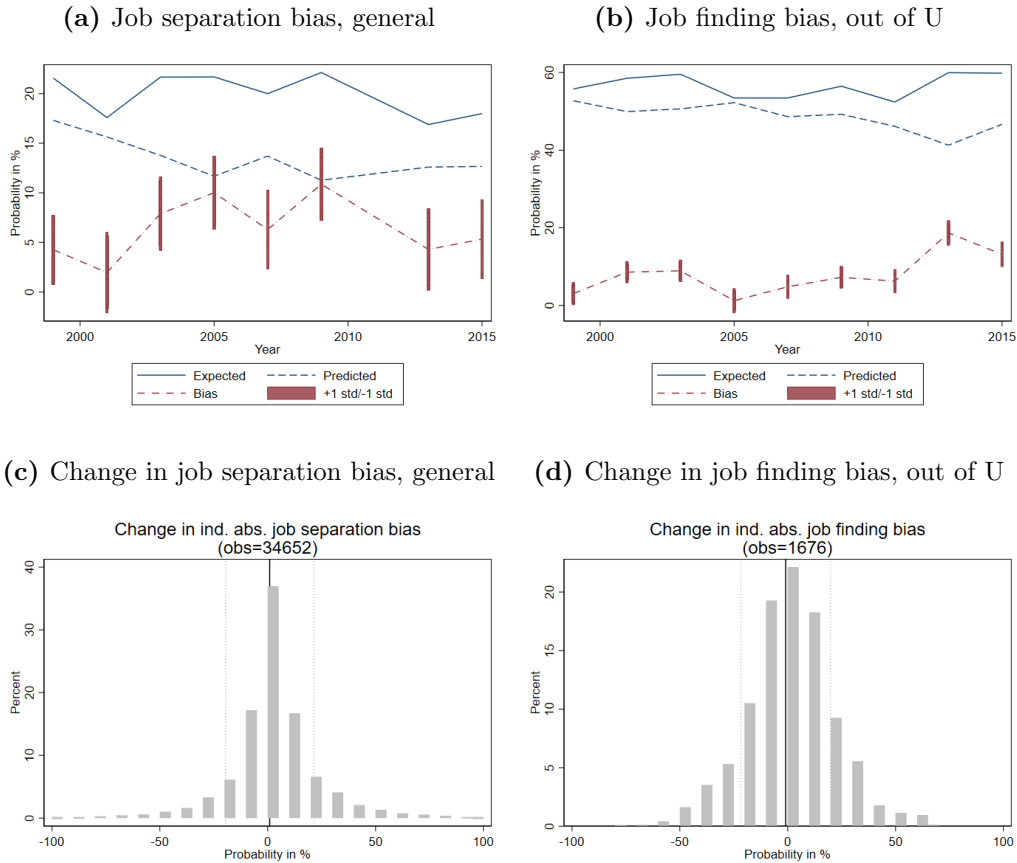 (a) Job separation bias, general
(b) Job finding bias, out of U
Probability in %
20
15
10
5
0
2000 2005 2010 2015
Year
Expected Predicted
Bias +1 std/-1 std
Probability in %
60
40
20
0
2000 2005 2010 2015
Year
Expected Predicted
Bias +1 std/-1 std
(c) Change in job separation bias, general
(d) Change in job finding bias, out of U
Change in ind. abs. job separation bias
(obs=34652)
Percent
40
30
20
10
0
-100 -50 0 50 100
Probability in %
Change in ind. abs. job finding bias
(obs=1676)
Percent
20
15
10
5
0
-100 -50 0 50 100
Probability in %